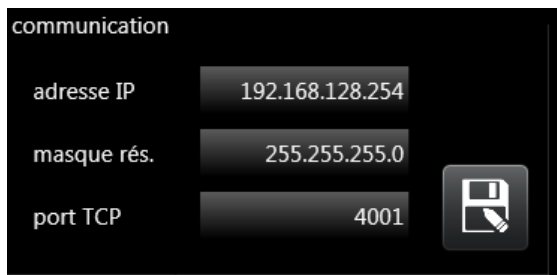 communication
adresse IP 192.168.128.254
masque rés. 255.255.255.0
port TCP 4001